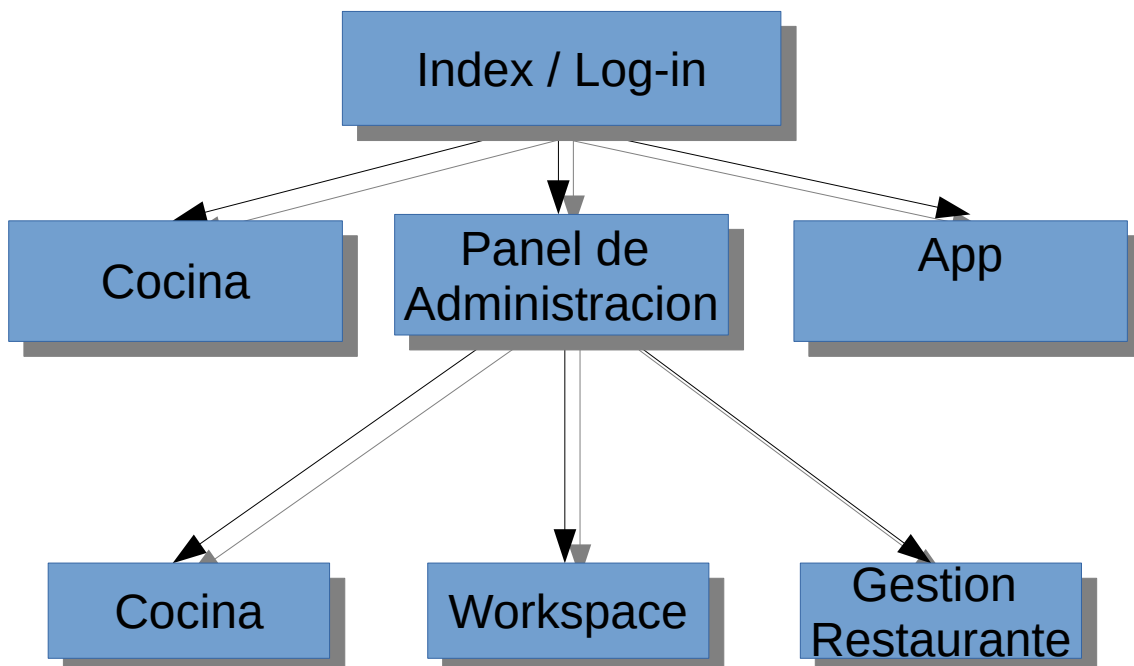 Index / Log-in
Cocina
Panel de
Administracion
App
Cocina
Workspace
Gestion
Restaurante